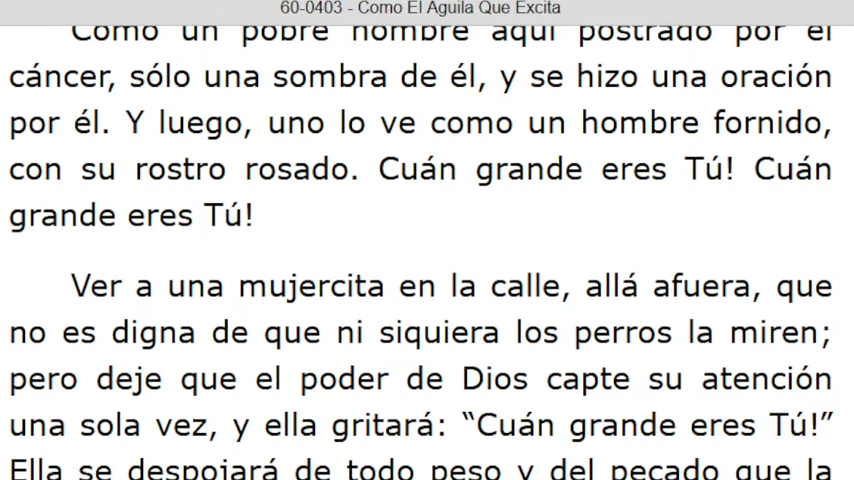 60-0403 - Como El Aguila Que Excita
Como un pobre hombre aquí postrado por el
cáncer, sólo una sombra de él, y se hizo una oración
por él. Y luego, uno lo ve como un hombre fornido,
con su rostro rosado. Cuán grande eres Tú! Cuán
grande eres Tú!
Ver a una mujercita en la calle, allá afuera, que
no es digna de que ni siquiera los perros la miren;
pero deje que el poder de Dios capte su atención
una sola vez, y ella gritará: “Cuán grande eres Tú!”
Ella se despojará de todo peso y del pecado que la